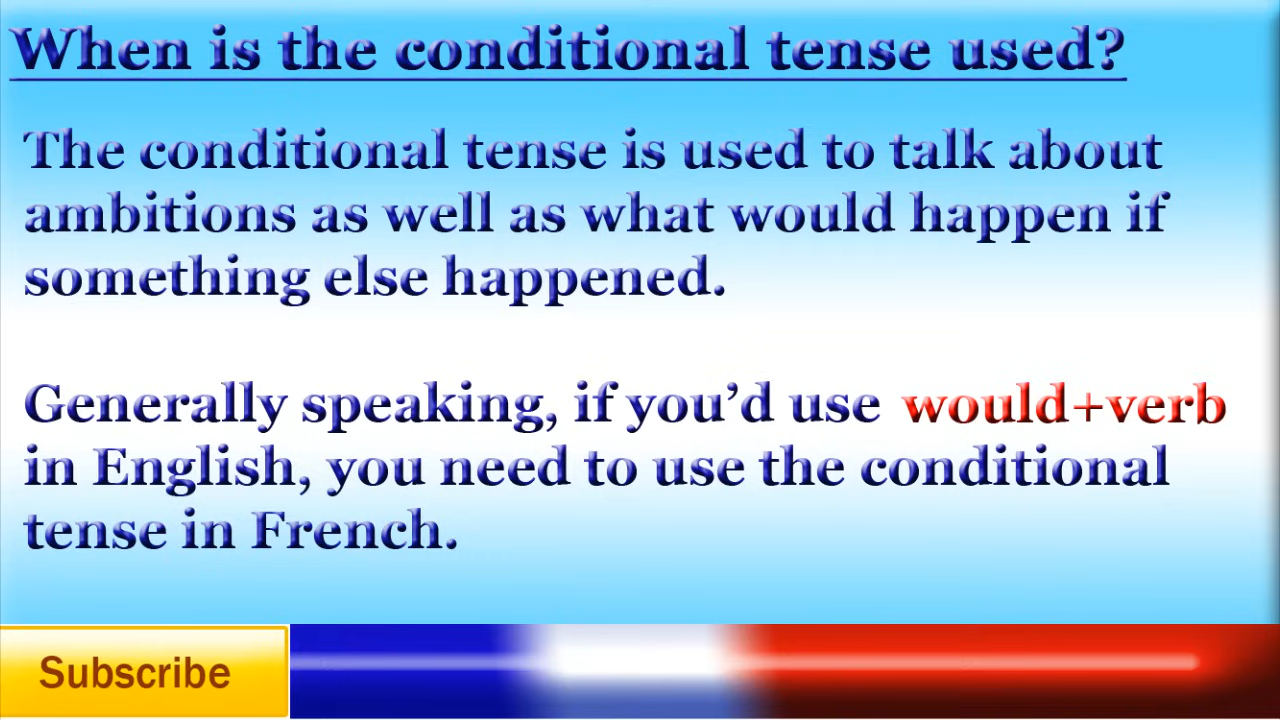 When is the conditional tense used?
The conditional tense is used to talk about
ambitions as well as what would happen if
something else happened.
Generally speaking, if you’d use would+verb
in English, you need to use the conditional
tense in French.
Subscribe